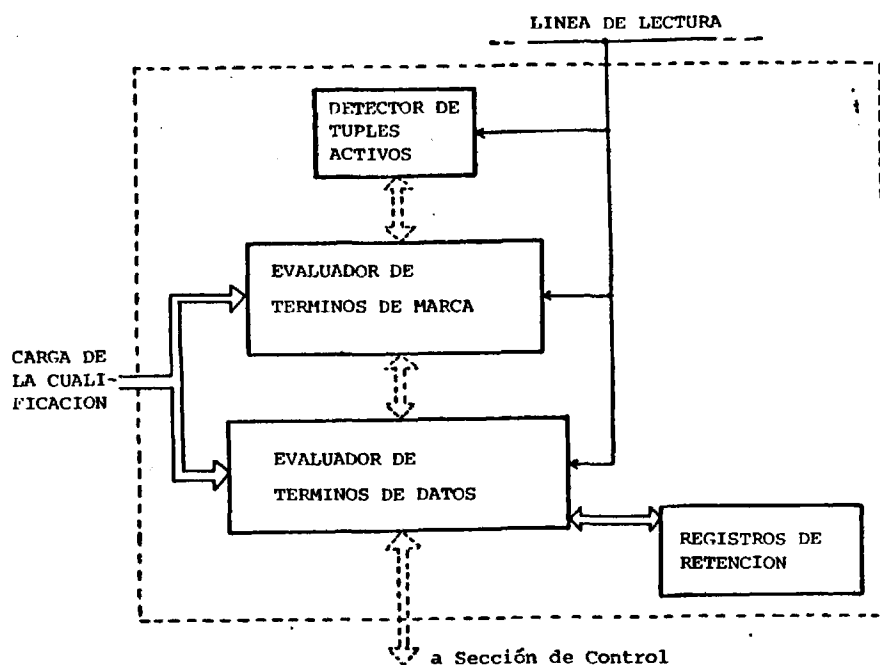 LINEA DE LECTURA
DETECTOR DE
TUPLES
ACTIVOS
EVALUADOR DE
TERMINOS DE MARCA
CARGA DE
LA CUALI-
FICACION
EVALUADOR DE
TERMINOS DE DATOS
REGISTROS DE
RETENCION
a Sección de Control